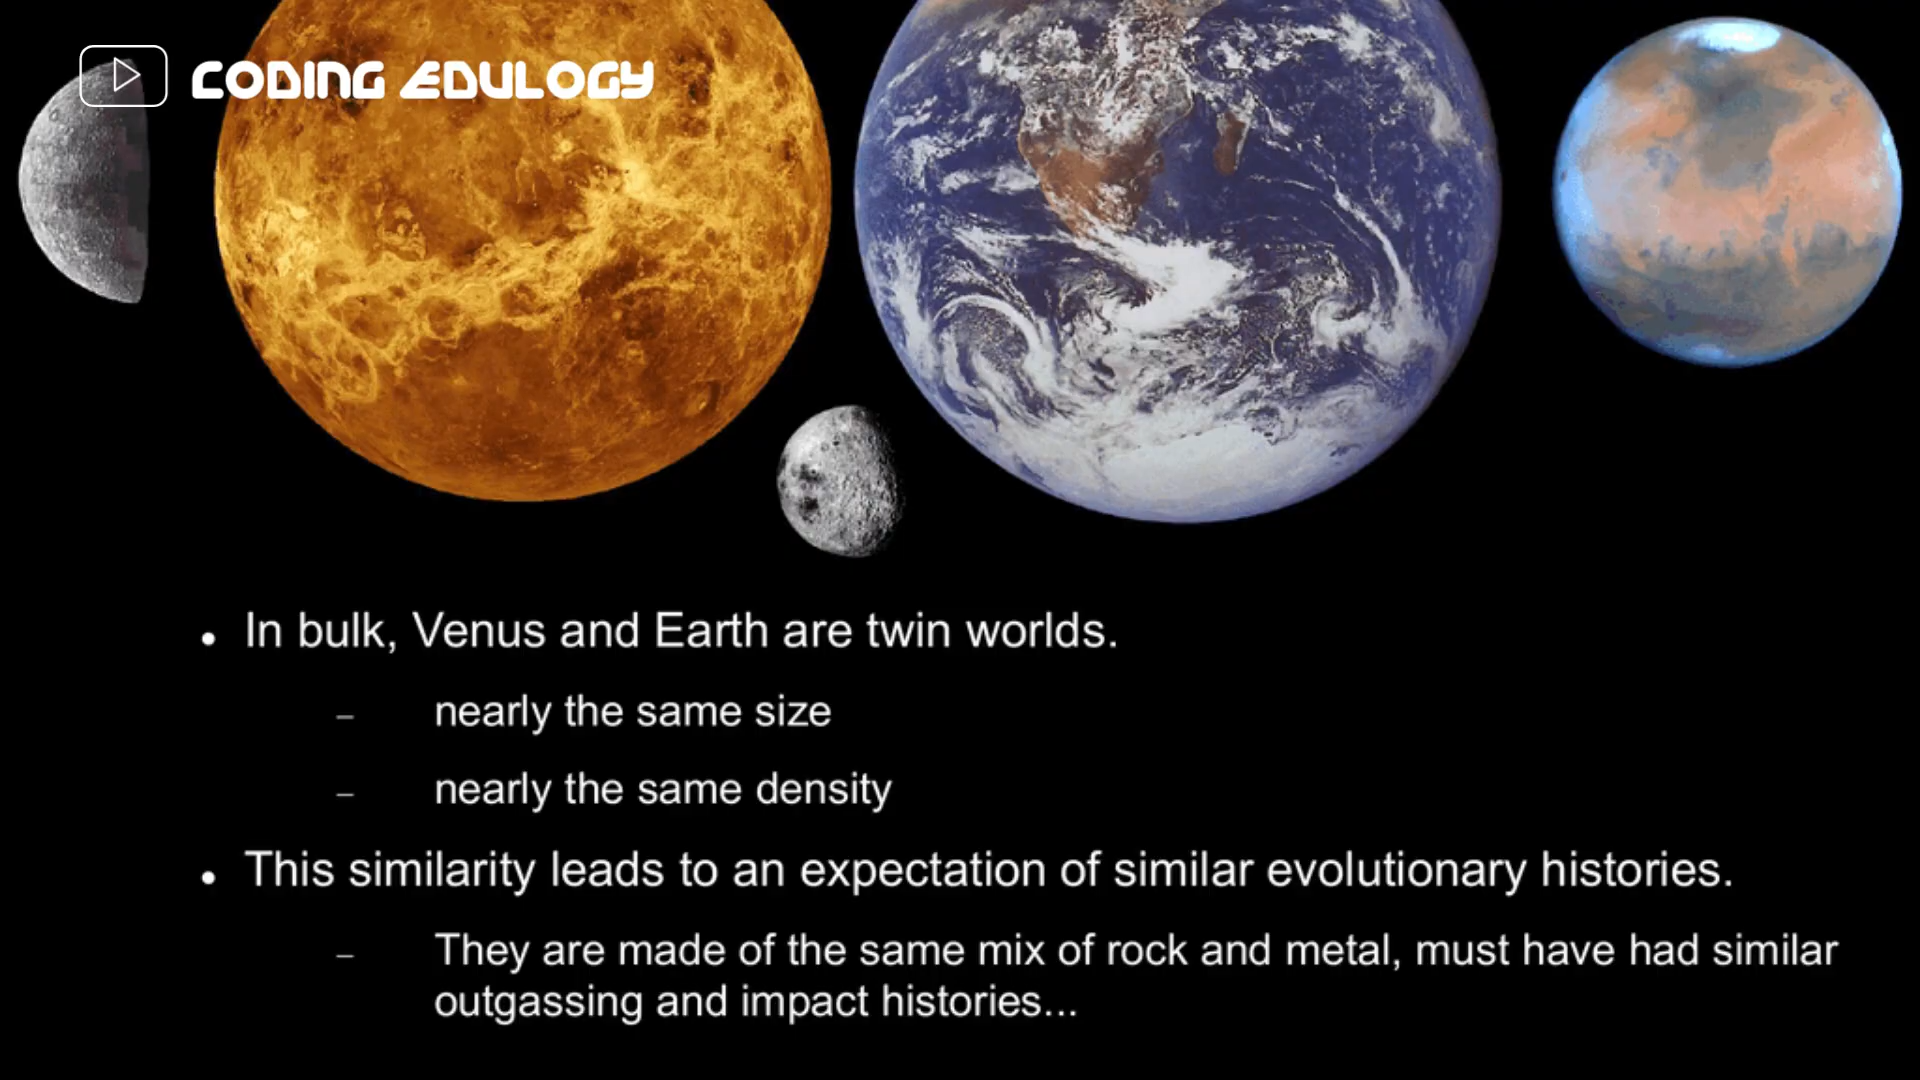 CODING EDULOGY
• In bulk, Venus and Earth are twin worlds.
– nearly the same size
– nearly the same density
• This similarity leads to an expectation of similar evolutionary histories.
– They are made of the same mix of rock and metal, must have had similar
outgassing and impact histories...